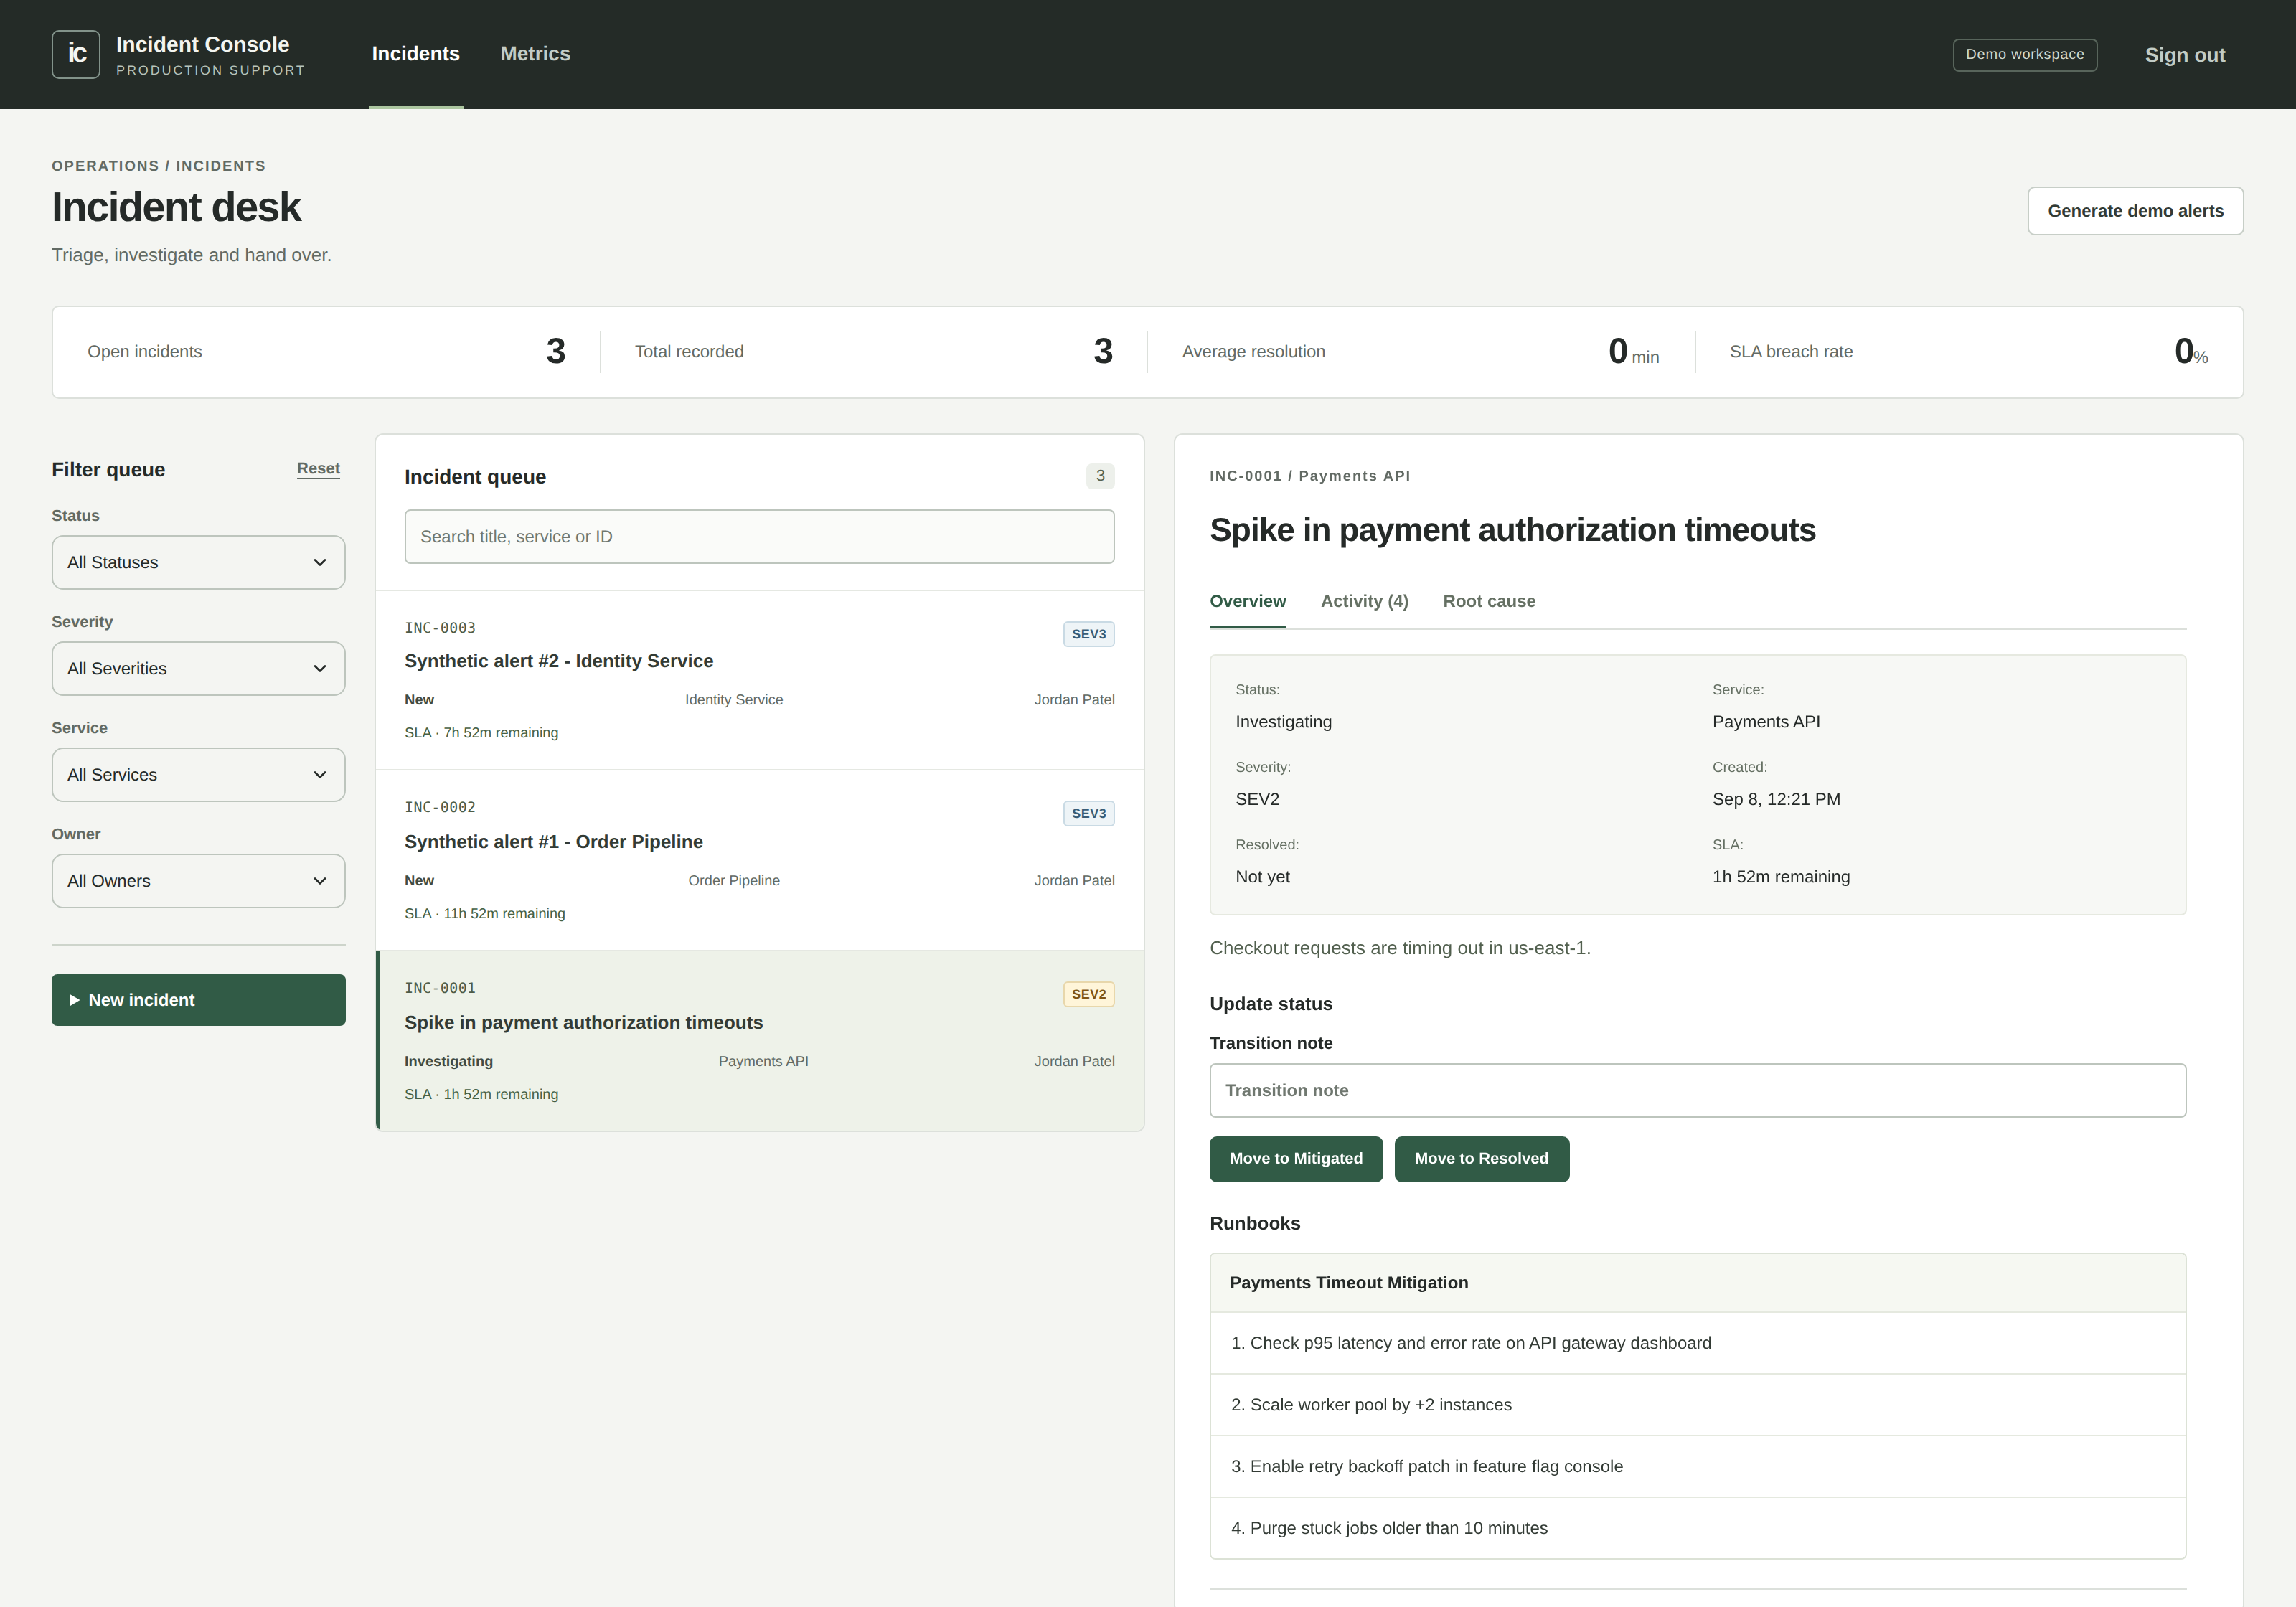 ic
Incident Console
PRODUCTION SUPPORT
Incidents
Metrics
Demo workspace
Sign out
OPERATIONS / INCIDENTS
Incident desk
Triage, investigate and hand over.
Generate demo alerts
Open incidents 3
Total recorded 3
Average resolution 0 min
SLA breach rate 0%
Filter queue Reset
Status
All Statuses
Severity
All Severities
Service
All Services
Owner
All Owners
New incident
Incident queue 3
Search title, service or ID
INC-0003 SEV3
Synthetic alert #2 - Identity Service
New Identity Service Jordan Patel
SLA · 7h 52m remaining
INC-0002 SEV3
Synthetic alert #1 - Order Pipeline
New Order Pipeline Jordan Patel
SLA · 11h 52m remaining
INC-0001 SEV2
Spike in payment authorization timeouts
Investigating Payments API Jordan Patel
SLA · 1h 52m remaining
INC-0001 / Payments API
Spike in payment authorization timeouts
Overview Activity (4) Root cause
Status: Service:
Investigating Payments API
Severity: Created:
SEV2 Sep 8, 12:21 PM
Resolved: SLA:
Not yet 1h 52m remaining
Checkout requests are timing out in us-east-1.
Update status
Transition note
Transition note
Move to Mitigated Move to Resolved
Runbooks
Payments Timeout Mitigation
1. Check p95 latency and error rate on API gateway dashboard
2. Scale worker pool by +2 instances
3. Enable retry backoff patch in feature flag console
4. Purge stuck jobs older than 10 minutes